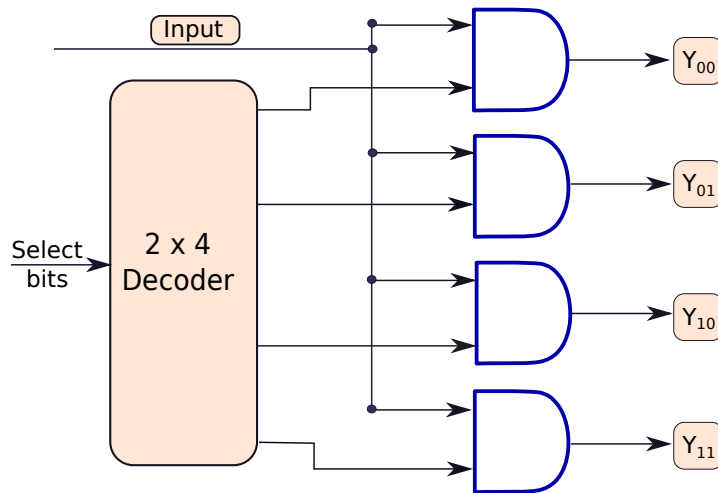 Input
Y00
Y01
Select
bits
2 x 4
Decoder
Y10
Y11